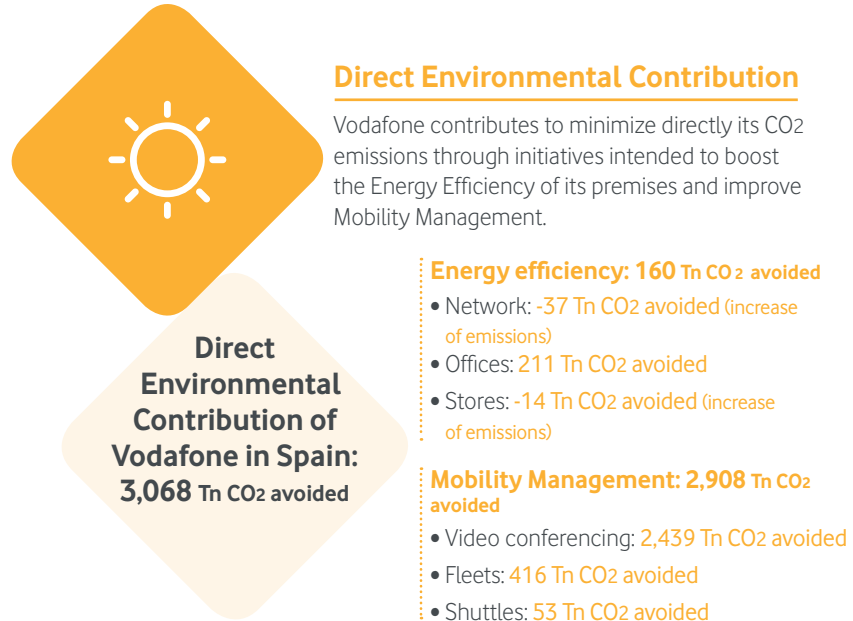 Direct Environmental Contribution
Vodafone contributes to minimize directly its CO2
emissions through initiatives intended to boost
the Energy Efficiency of its premises and improve
Mobility Management.
Energy efficiency: 160 Tn CO 2 avoided
• Network: -37 Tn CO2 avoided (increase
of emissions)
• Offices: 211 Tn CO2 avoided
• Stores: -14 Tn CO2 avoided (increase
of emissions)
Direct
Environmental
Contribution of
Vodafone in Spain:
3,068 Tn CO2 avoided
Mobility Management: 2,908 Tn CO2
avoided
• Video conferencing: 2,439 Tn CO2 avoided
• Fleets: 416 Tn CO2 avoided
• Shuttles: 53 Tn CO2 avoided